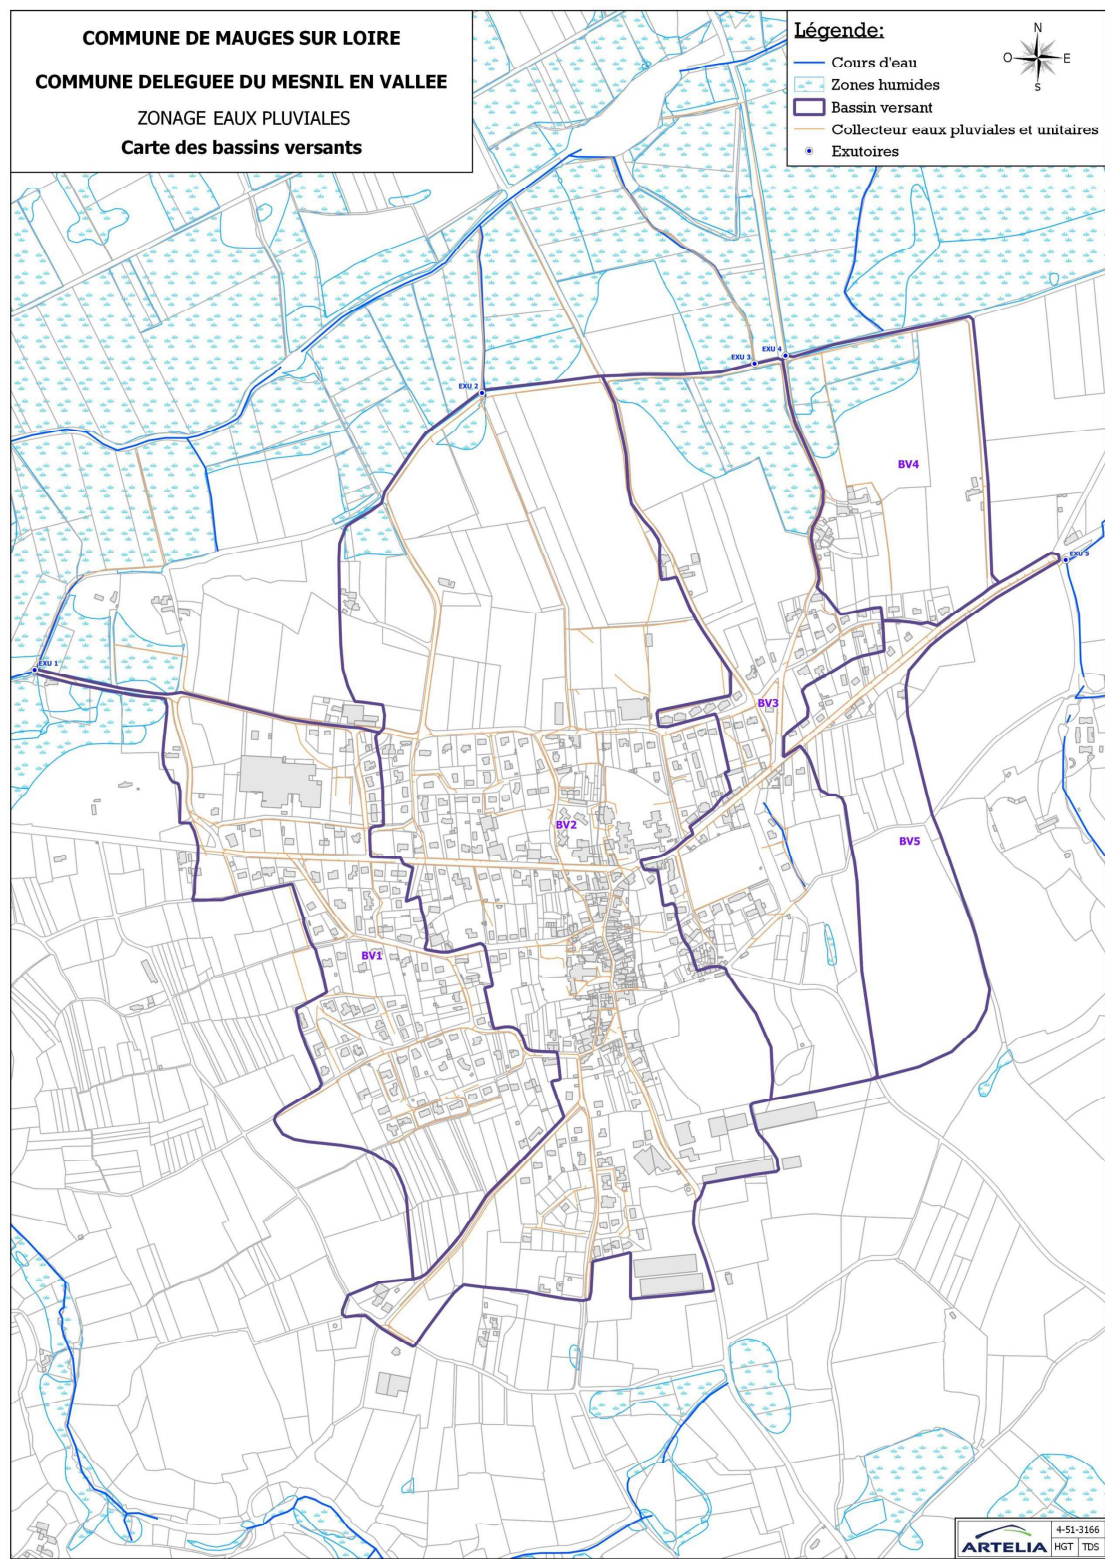 COMMUNE DE MAUGES SUR LOIRE
COMMUNE DELEGUEE DU MESNIL EN VALLEE
ZONAGE EAUX PLUVIALES
Carte des bassins versants
Légende:
Cours d'eau
Zones humides
Bassin versant
Collecteur eaux pluviales et unitaires
Exutoires
N
O
E
S
EXU 4
EXU 3
EXU 2
BV4
EXU 5
EXU 1
BV3
BV2
BV5
BV1
ARTELIA
4-51-3166
HGT
TDS